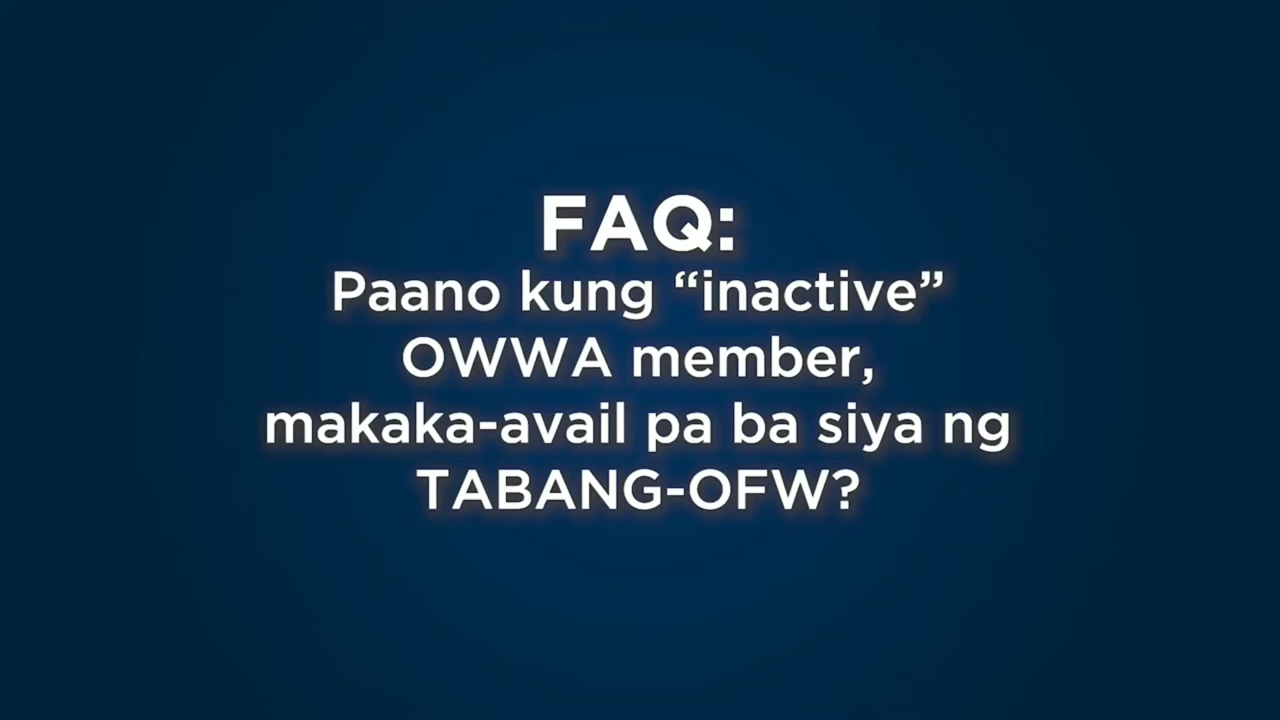 FAQ:
Paano kung “inactive”
OWWA member,
makaka-avail pa ba siya ng
TABANG-OFW?